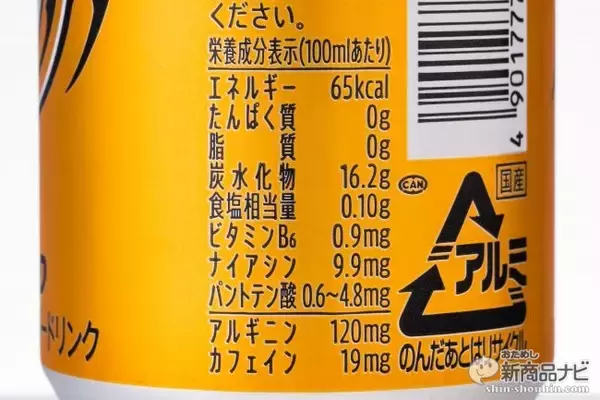 ください。
栄養成分表示(100mlあたり)
エネルギー 65kcal
たんぱく質 0g
脂質 0g
炭水化物 16.2g
食塩相当量 0.10g
ビタミンB6 0.9mg
ナイアシン 9.9mg
パントテン酸 0.6~4.8mg
アルギニン 120mg
カフェイン 19mg
ードリンク
4 90177
CAN
国産
アルミ
のんだあとはリサイクル
おためし
新商品ナビ
shin-shouhin.com